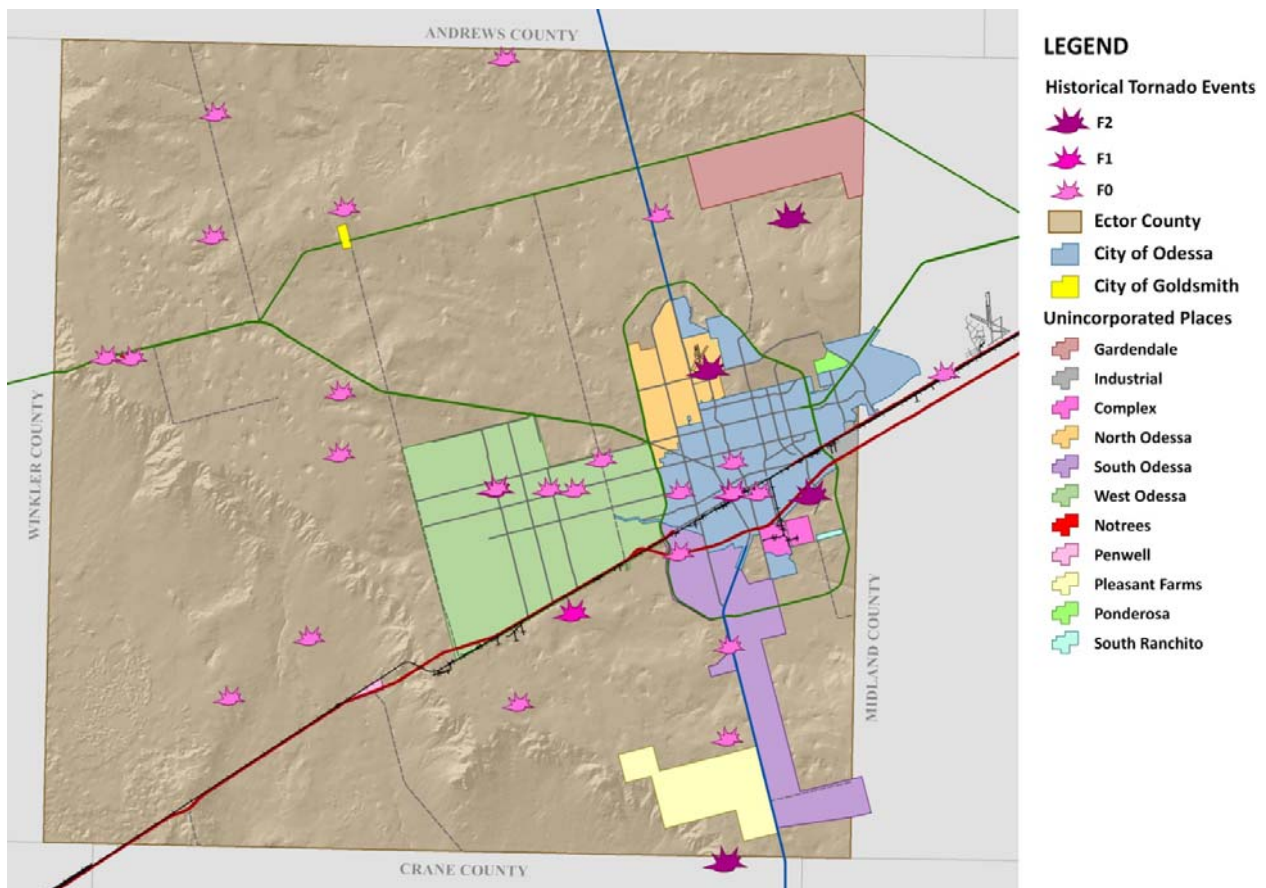 ANDREWS COUNTY
WINKLER COUNTY
MIDLAND COUNTY
CRANE COUNTY
LEGEND
Historical Tornado Events
F2
F1
F0
Ector County
City of Odessa
City of Goldsmith
Unincorporated Places
Gardendale
Industrial
Complex
North Odessa
South Odessa
West Odessa
Notrees
Penwell
Pleasant Farms
Ponderosa
South Ranchito